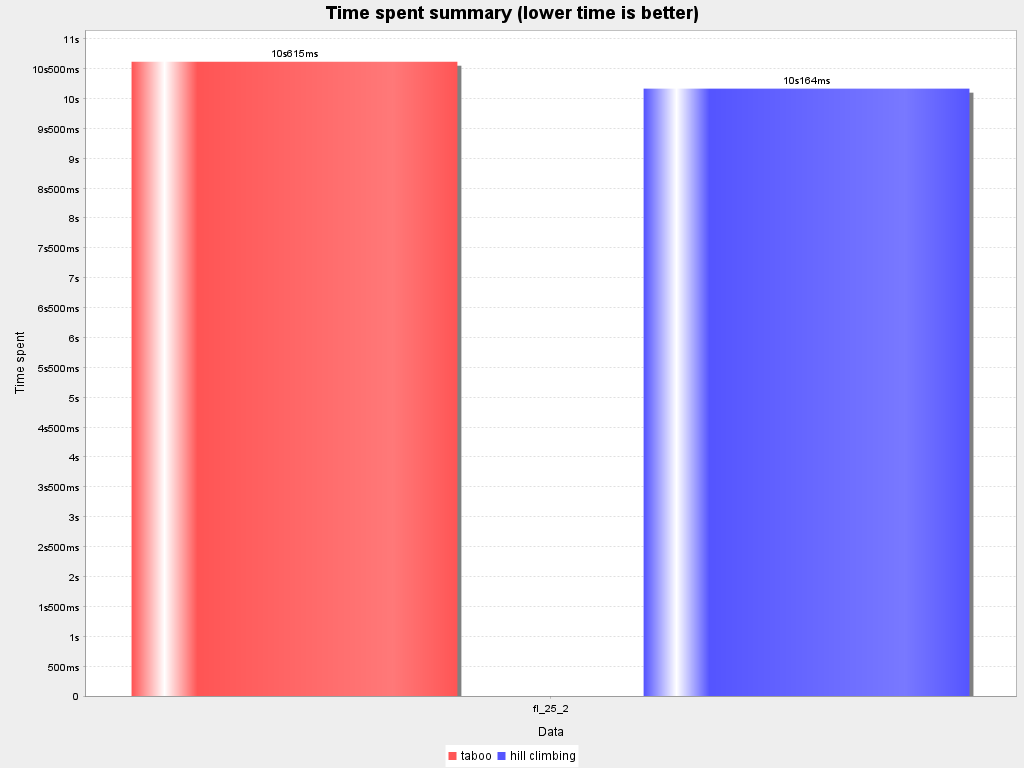 Time spent summary (lower time is better)
11s
10s500ms
10s
9s500ms
9s
8s500ms
8s
7s500ms
7s
6s500ms
6s
5s500ms
5s
4s500ms
4s
3s500ms
3s
2s500ms
2s
1s500ms
1s
500ms
0
Time spent
10s615ms
10s164ms
fl_25_2
Data
taboo hill climbing